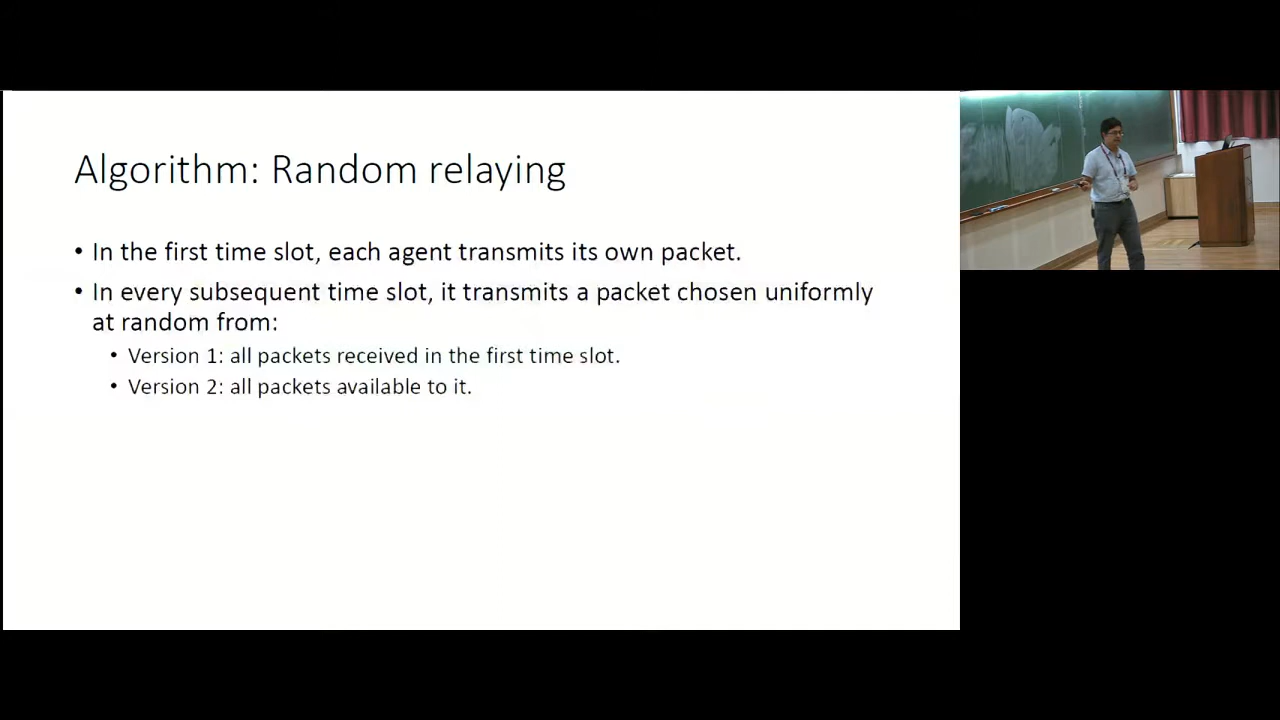 Algorithm: Random relaying
• In the first time slot, each agent transmits its own packet.
• In every subsequent time slot, it transmits a packet chosen uniformly
at random from:
• Version 1: all packets received in the first time slot.
• Version 2: all packets available to it.